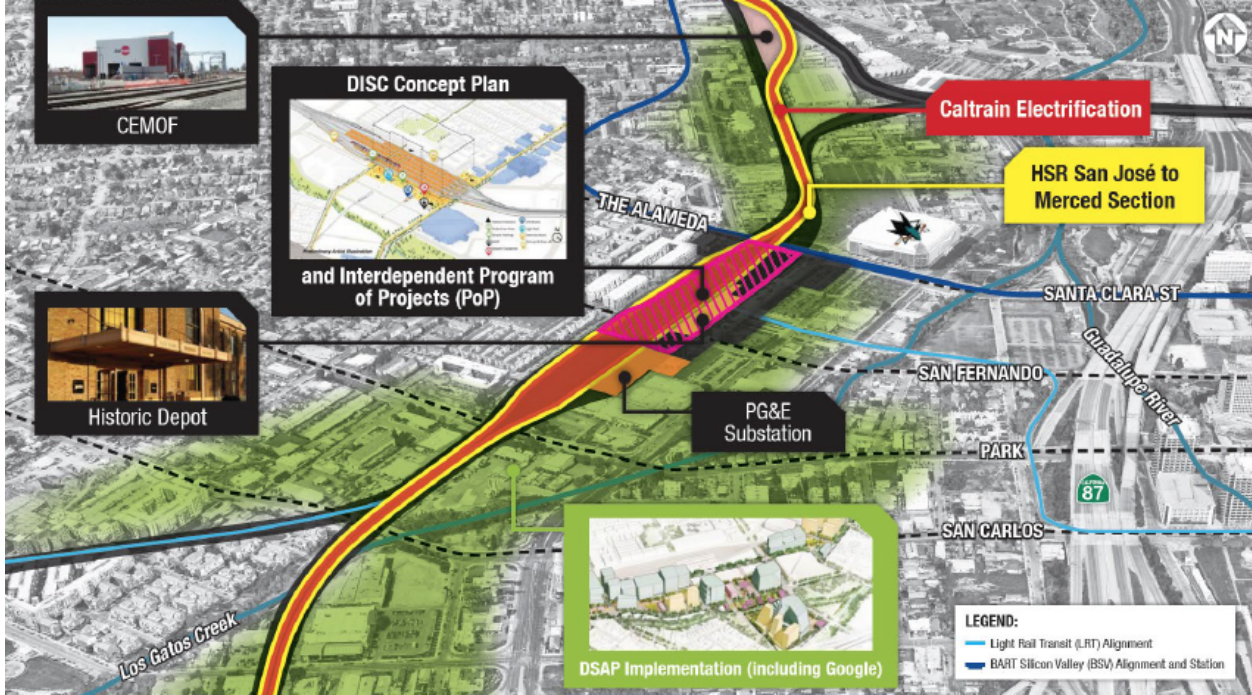 CEMOF
DISC Concept Plan
and Interdependent Program
of Projects (PoP)
Historic Depot
N
Caltrain Electrification
HSR San José to
Merced Section
THE ALAMEDA
SANTA CLARA ST
Guadalupe River
SAN FERNANDO
PG&E
Substation
PARK
87
SAN CARLOS
Los Gatos Creek
DSAP Implementation (including Google)
LEGEND:
Light Rail Transit (LRT) Alignment
BART Silicon Valley (BSV) Alignment and Station